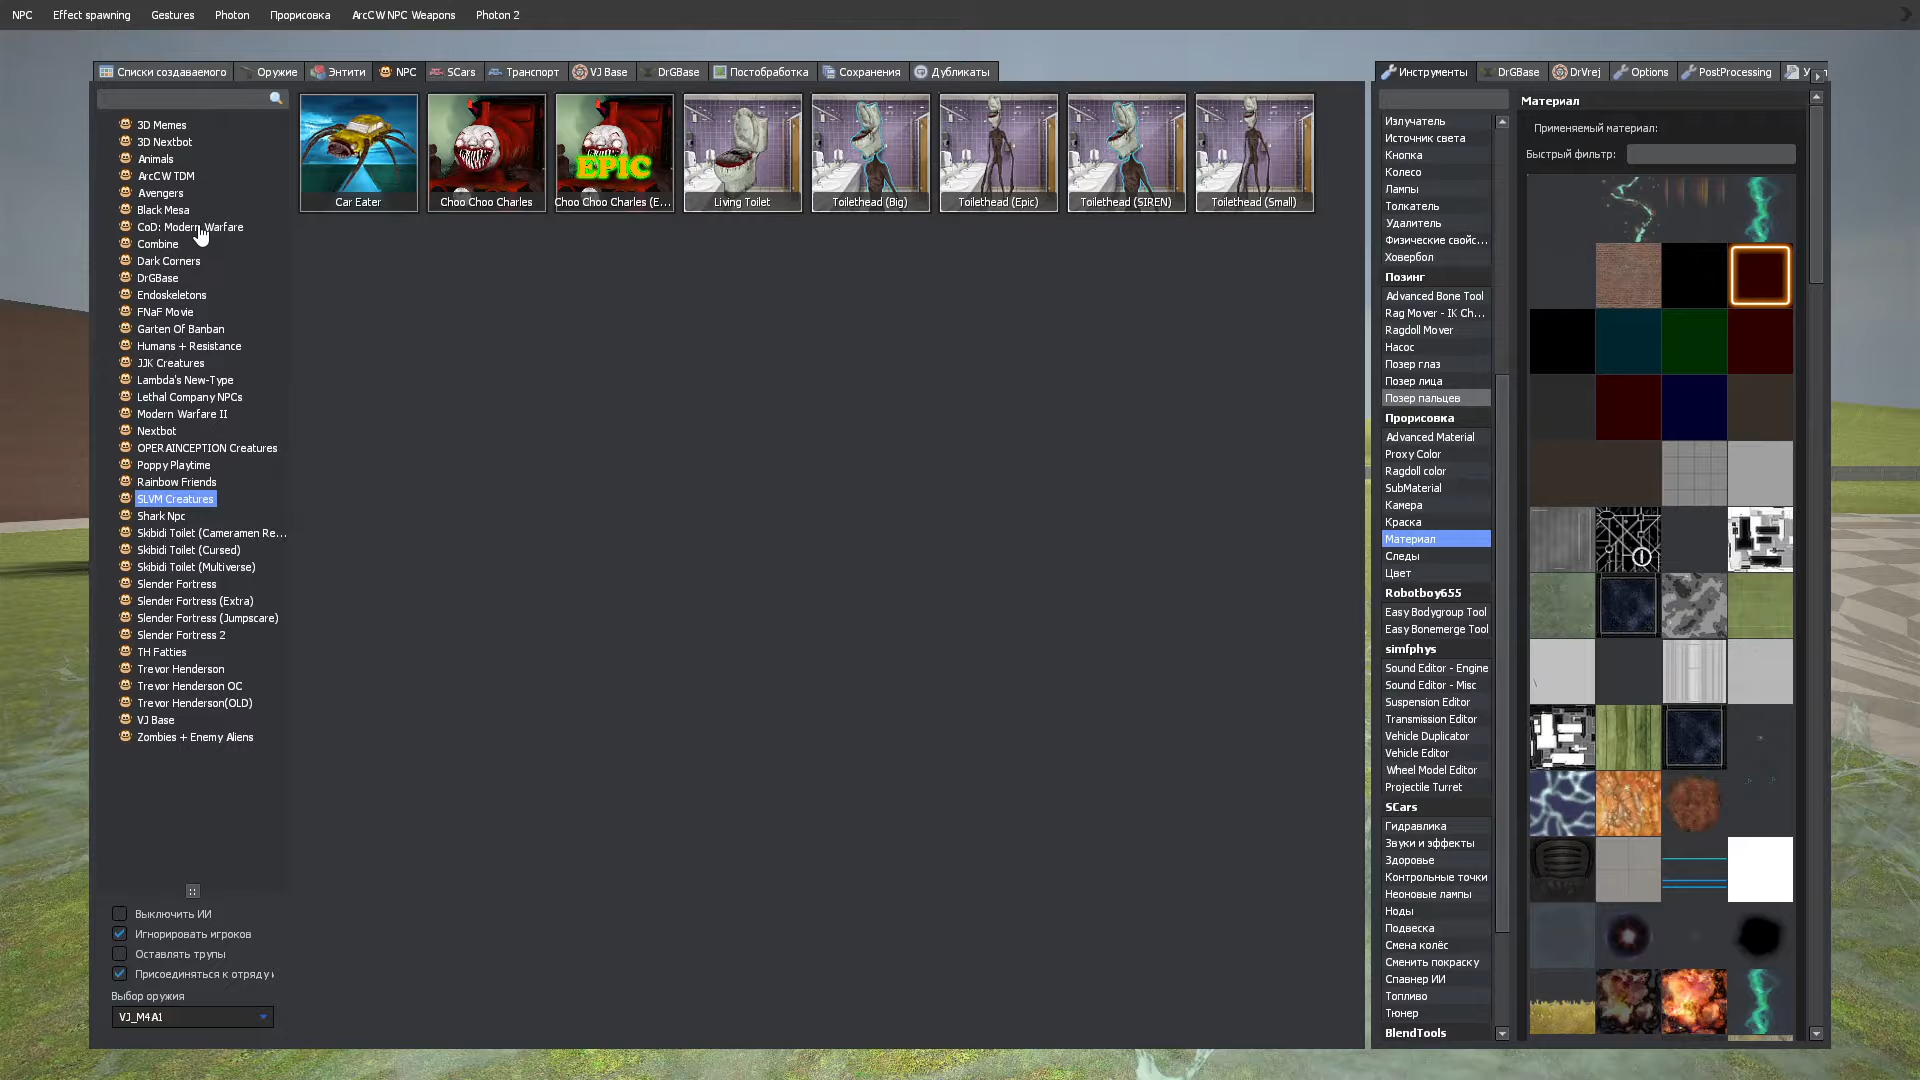 NPC
Effect spawning
Gestures
Photon
Прорисовка
ArcCW NPC Weapons
Photon 2
Списки создаваемого
Оружие
Энтити
NPC
SCars
Транспорт
VJ Base
DrGBase
Постобработка
Сохранения
Дубликаты
3D Memes
3D Nextbot
Animals
ArcCW TDM
Avengers
Black Mesa
CoD: Modern Warfare
Combine
Dark Corners
DrGBase
Endoskeletons
FNaF Movie
Garten Of Banban
Humans + Resistance
JJK Creatures
Lambda's New-Type
Lethal Company NPCs
Modern Warfare II
Nextbot
OPERAINCEPTION Creatures
Poppy Playtime
Rainbow Friends
SLVM Creatures
Shark Npc
Skibidi Toilet (Cameramen Re...
Skibidi Toilet (Cursed)
Skibidi Toilet (Multiverse)
Slender Fortress
Slender Fortress (Extra)
Slender Fortress (Jumpscare)
Slender Fortress 2
TH Fatties
Trevor Henderson
Trevor Henderson OC
Trevor Henderson(OLD)
VJ Base
Zombies + Enemy Aliens
Выключить ИИ
Игнорировать игроков
Оставлять трупы
Присоединяться к отряду
Выбор оружия
VJ_M4A1
Car Eater
Choo Choo Charles
EPIC
Choo Choo Charles (E...
Living Toilet
Toilethead (Big)
Toilethead (Epic)
Toilethead (SIREN)
Toilethead (Small)
Инструменты
DrGBase
DrVrej
Options
PostProcessing
Излучатель
Источник света
Кнопка
Колесо
Лампы
Толкатель
Удалитель
Физические свойс...
Ховербол
Позинг
Advanced Bone Tool
Rag Mover - IK Ch...
Ragdoll Mover
Насос
Позер глаз
Позер лица
Позер пальцев
Прорисовка
Advanced Material
Proxy Color
Ragdoll color
SubMaterial
Камера
Краска
Материал
Следы
Цвет
Robotboy655
Easy Bodygroup Tool
Easy Bonemerge Tool
simfphys
Sound Editor - Engine
Sound Editor - Misc
Suspension Editor
Transmission Editor
Vehicle Duplicator
Vehicle Editor
Wheel Model Editor
Projectile Turret
SCars
Гидравлика
Звуки и эффекты
Здоровье
Контрольные точки
Неоновые лампы
Ноды
Подвеска
Смена колёс
Сменить покраску
Спавнер ИИ
Топливо
Тюнер
BlendTools
Материал
Применяемый материал:
Быстрый фильтр: